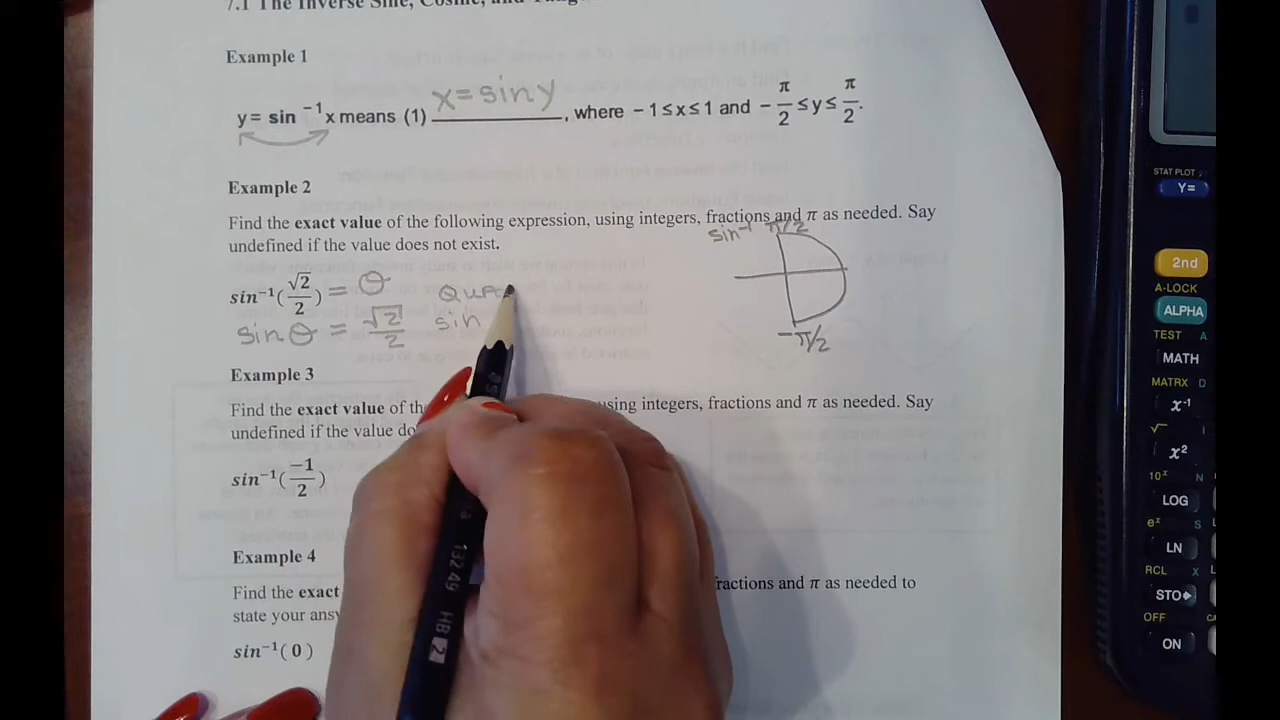 7.1 The Inverse Sine, Cosine, and
Example 1
y = sin⁻¹x means (1) x = sin y, where −1 ≤ x ≤ 1 and −π/2 ≤ y ≤ π/2.
Example 2
Find the exact value of the following expression, using integers, fractions and π as needed. Say
undefined if the value does not exist.
sin⁻¹ π/2
sin⁻¹(√2/2) = θ
sin θ = √2/2 sin
-π/2
Example 3
Find the exact value of using integers, fractions and π as needed. Say
undefined if the value
sin⁻¹(−1/2)
Example 4
Find the exact fractions and π as needed to
state your
sin⁻¹(0)
STAT PLOT
Y=
2nd
A-LOCK
ALPHA
TEST A
MATH
MATRX D
x⁻¹
√ I
x²
10ˣ N
LOG
eˣ S
LN
RCL X
STO▸
OFF
ON
13249 HB 2